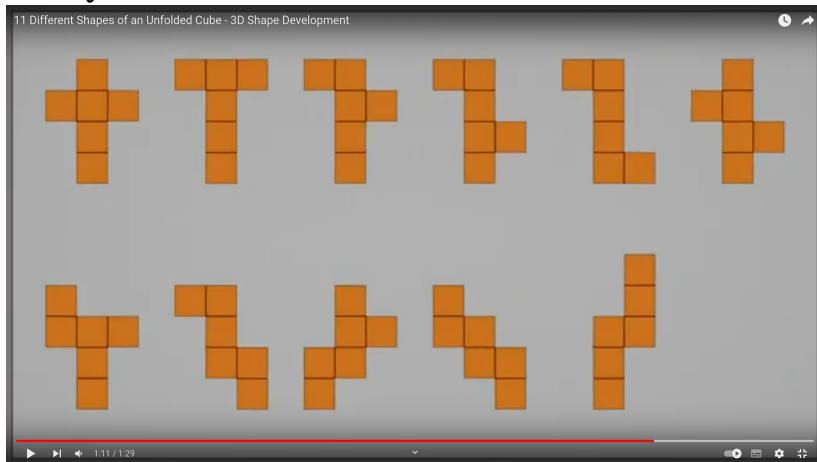 11 Different Shapes of an Unfolded Cube - 3D Shape Development
1:11 / 1:29